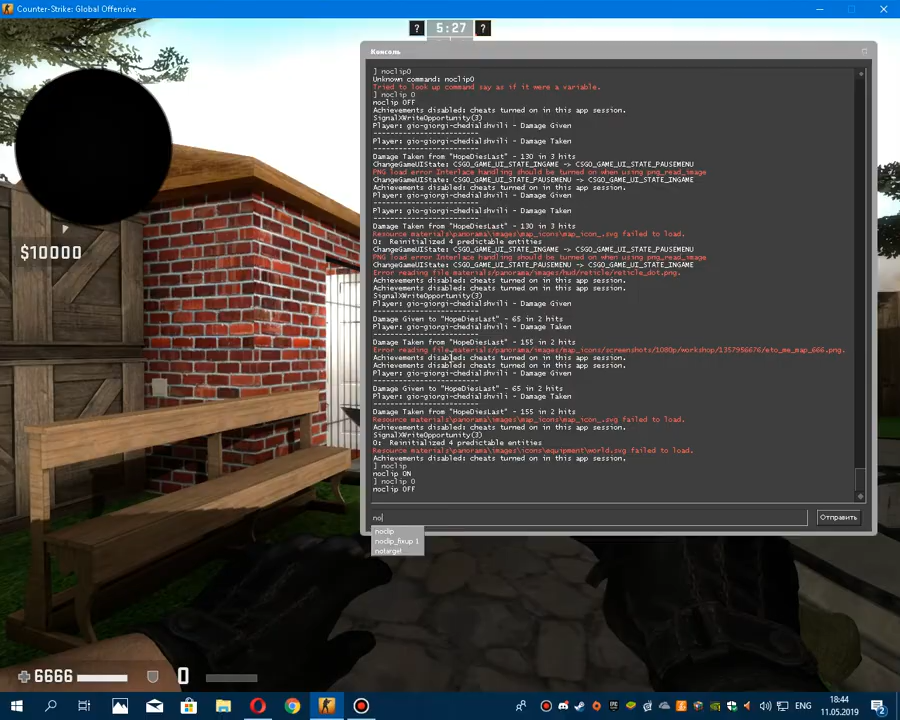 Counter-Strike: Global Offensive
? 5:27 ?
Консоль
] noclip0
Unknown command: noclip0
Tried to look up command say as if it were a variable.
] noclip 0
noclip OFF
Achievements disabled: cheats turned on in this app session.
SignalXWriteOpportunity(3)
Player: gio-giorgi-chedialshvili - Damage Given
-------------------------
Player: gio-giorgi-chedialshvili - Damage Taken
-------------------------
Damage Taken from "HopeDiesLast" - 130 in 3 hits
ChangeGameUIState: CSGO_GAME_UI_STATE_INGAME -> CSGO_GAME_UI_STATE_PAUSEMENU
PNG load error Interlace handling should be turned on when using png_read_image
ChangeGameUIState: CSGO_GAME_UI_STATE_PAUSEMENU -> CSGO_GAME_UI_STATE_INGAME
Achievements disabled: cheats turned on in this app session.
Player: gio-giorgi-chedialshvili - Damage Given
-------------------------
Player: gio-giorgi-chedialshvili - Damage Taken
-------------------------
Damage Taken from "HopeDiesLast" - 130 in 3 hits
Resource materials\panorama\images\map_icons\map_icon_.svg failed to load.
0:  Reinitialized 4 predictable entities
ChangeGameUIState: CSGO_GAME_UI_STATE_INGAME -> CSGO_GAME_UI_STATE_PAUSEMENU
PNG load error Interlace handling should be turned on when using png_read_image
ChangeGameUIState: CSGO_GAME_UI_STATE_PAUSEMENU -> CSGO_GAME_UI_STATE_INGAME
Error reading file materials/panorama/images/hud/reticle/reticle_dot.png.
Achievements disabled: cheats turned on in this app session.
Achievements disabled: cheats turned on in this app session.
SignalXWriteOpportunity(3)
Player: gio-giorgi-chedialshvili - Damage Given
-------------------------
Damage Given to "HopeDiesLast" - 65 in 2 hits
Player: gio-giorgi-chedialshvili - Damage Taken
-------------------------
Damage Taken from "HopeDiesLast" - 155 in 2 hits
Error reading file materials/panorama/images/map_icons/screenshots/1080p/workshop/1357956676/eto_me_map_666.png.
Achievements disabled: cheats turned on in this app session.
Achievements disabled: cheats turned on in this app session.
Player: gio-giorgi-chedialshvili - Damage Given
-------------------------
Damage Given to "HopeDiesLast" - 65 in 2 hits
Player: gio-giorgi-chedialshvili - Damage Taken
-------------------------
Damage Taken from "HopeDiesLast" - 155 in 2 hits
Resource materials\panorama\images\map_icons\map_icon_.svg failed to load.
Achievements disabled: cheats turned on in this app session.
SignalXWriteOpportunity(3)
0:  Reinitialized 4 predictable entities
Resource materials\panorama\images\icons\equipment\world.svg failed to load.
Achievements disabled: cheats turned on in this app session.
] noclip
noclip ON
] noclip 0
noclip OFF
no
Отправить
noclip
noclip_fixup 1
notarget
$10000
6666
0
ENG
18:44
11.05.2019
2